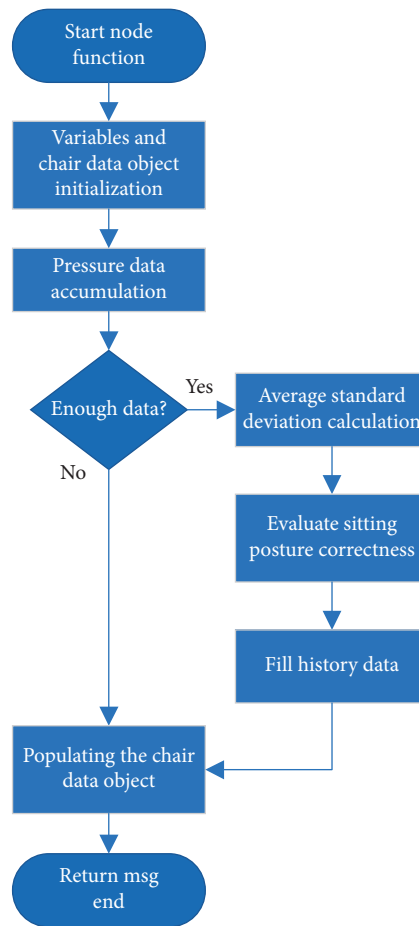 Start node
function
Variables and
chair data object
initialization
Pressure data
accumulation
Enough data?
Yes
No
Average standard
deviation calculation
Evaluate sitting
posture correctness
Fill history data
Populating the chair
data object
Return msg
end